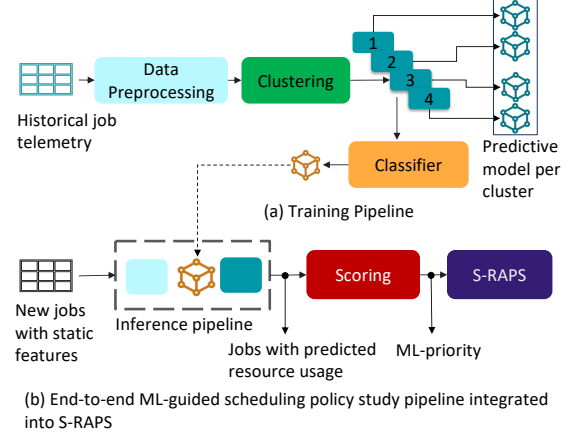 1
2
3
4
Data
Preprocessing
Clustering
Historical job
telemetry
Classifier
Predictive
model per
cluster
(a) Training Pipeline
Scoring
S-RAPS
New jobs
with static
features
Inference pipeline
Jobs with predicted
resource usage
ML-priority
(b) End-to-end ML-guided scheduling policy study pipeline integrated
into S-RAPS